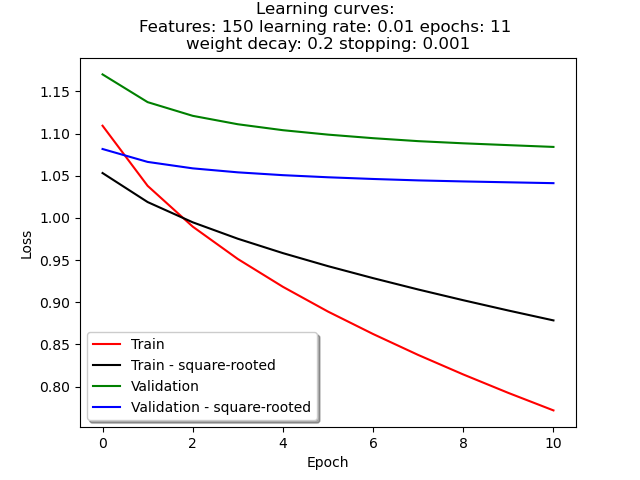 Learning curves:
Features: 150 learning rate: 0.01 epochs: 11
weight decay: 0.2 stopping: 0.001
1.15
1.10
1.05
1.00
0.95
0.90
0.85
0.80
Loss
Train
Train - square-rooted
Validation
Validation - square-rooted
0 2 4 6 8 10
Epoch